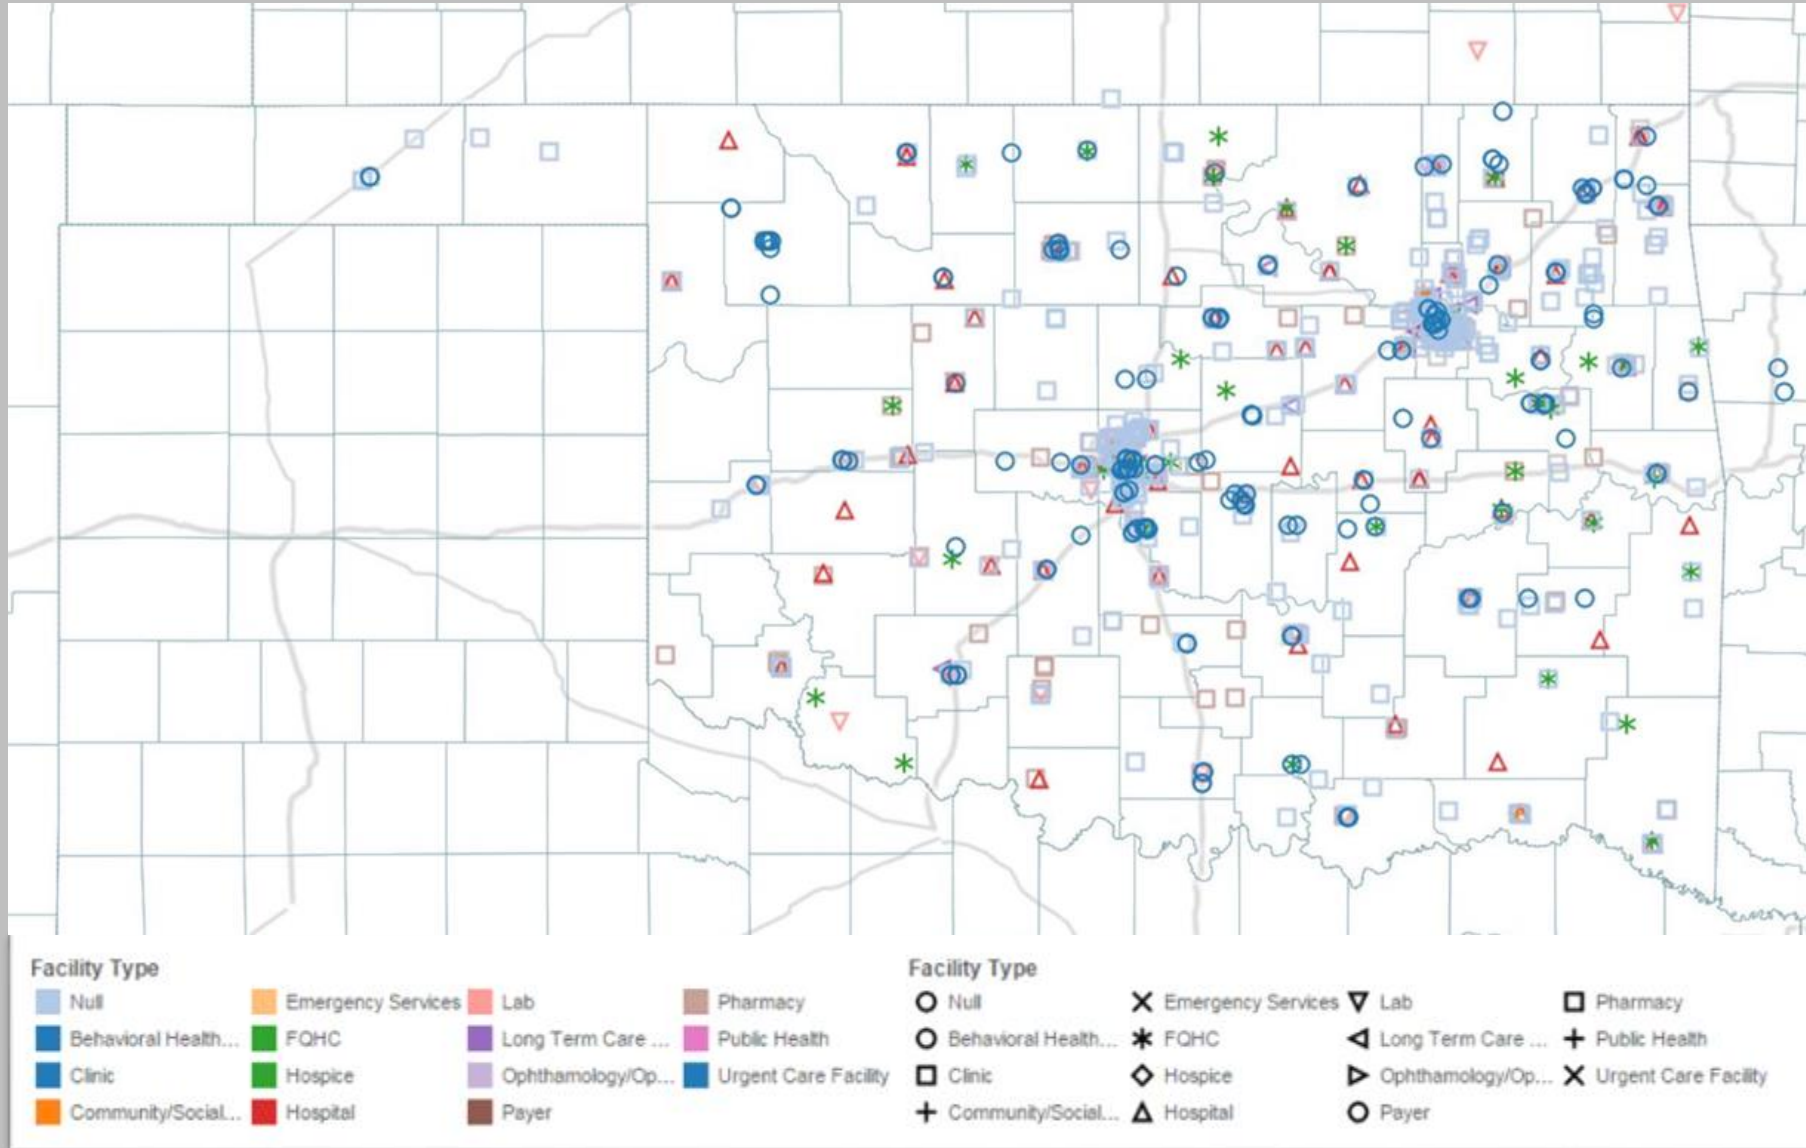 Facility Type Facility Type
Null Emergency Services Lab Pharmacy Null Emergency Services Lab Pharmacy
Behavioral Health... FQHC Long Term Care ... Public Health Behavioral Health... FQHC Long Term Care ... Public Health
Clinic Hospice Ophthamology/Op... Urgent Care Facility Clinic Hospice Ophthamology/Op... Urgent Care Facility
Community/Social... Hospital Payer Community/Social... Hospital Payer